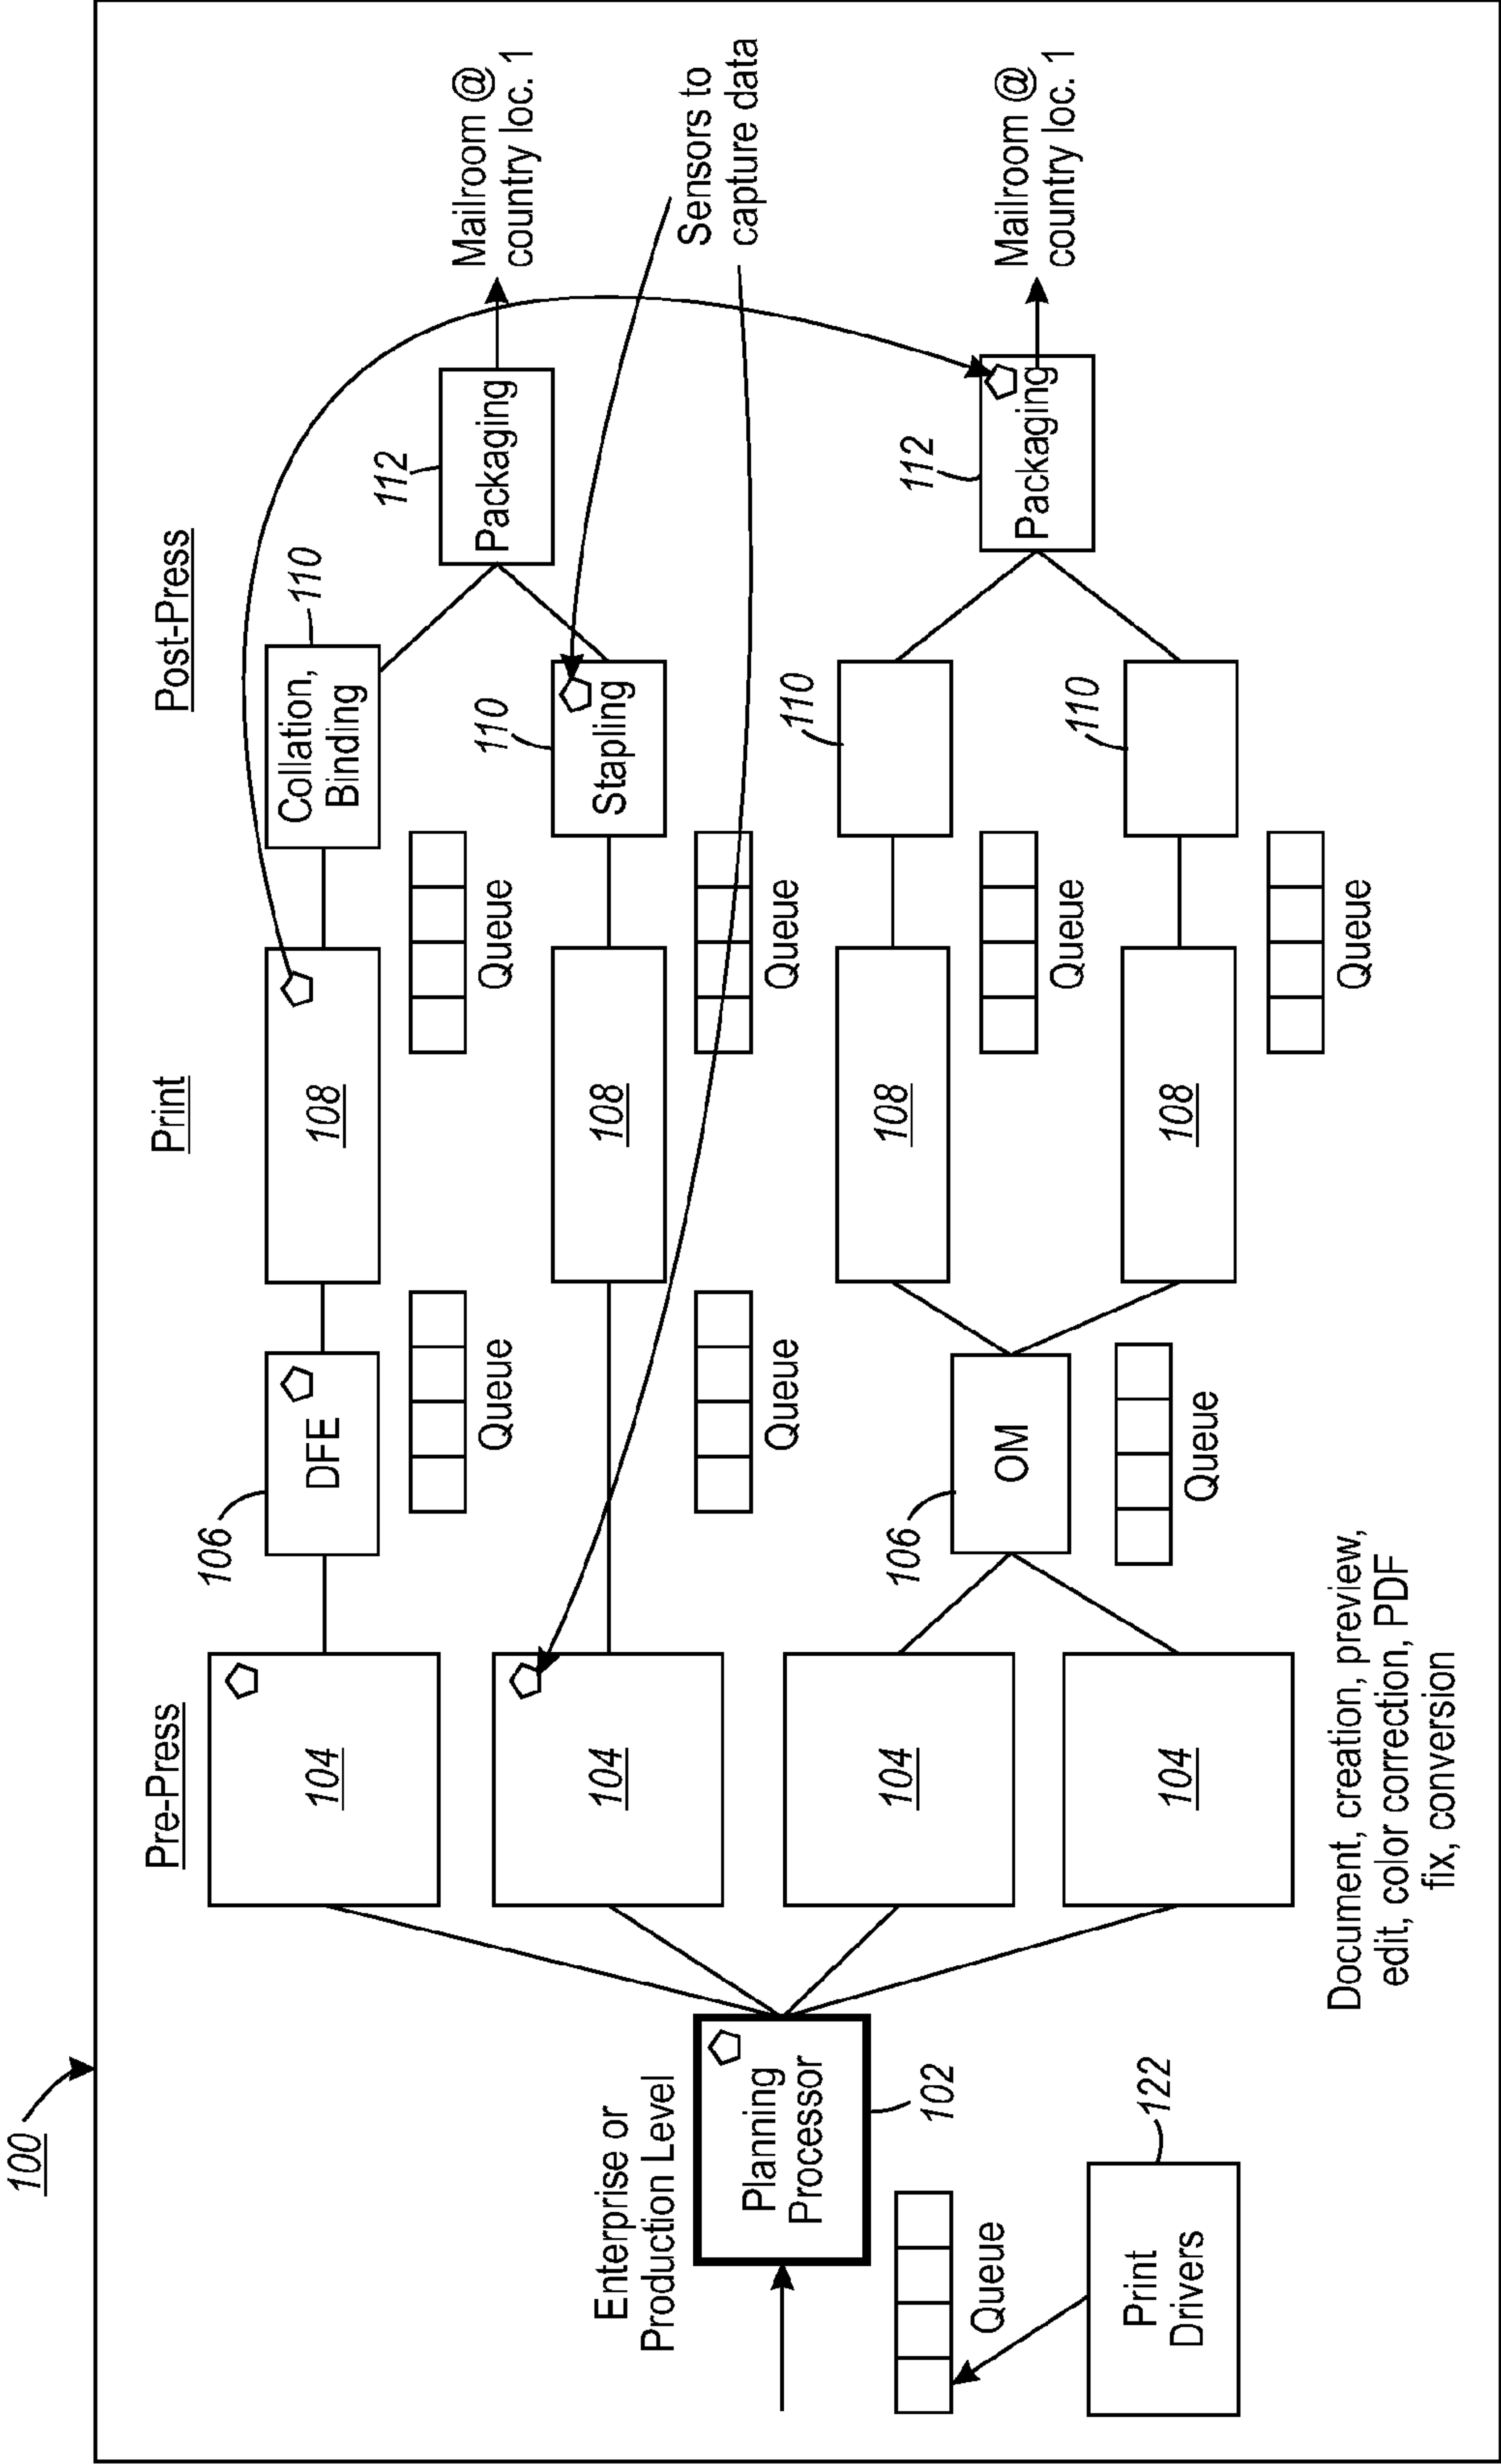 100
Pre-Press
Print
Post-Press
106
DFE
104
108
Collation,
Binding
110
112
Packaging
Mailroom @
country loc. 1
Queue
Queue
Enterprise or
Production Level
Planning
Processor
102
104
108
110
Stapling
Sensors to
capture data
Queue
Queue
Queue
Print
Drivers
122
104
106
OM
108
110
112
Packaging
Mailroom @
country loc. 1
Queue
Queue
104
108
110
Queue
Document, creation, preview,
edit, color correction, PDF
fix, conversion